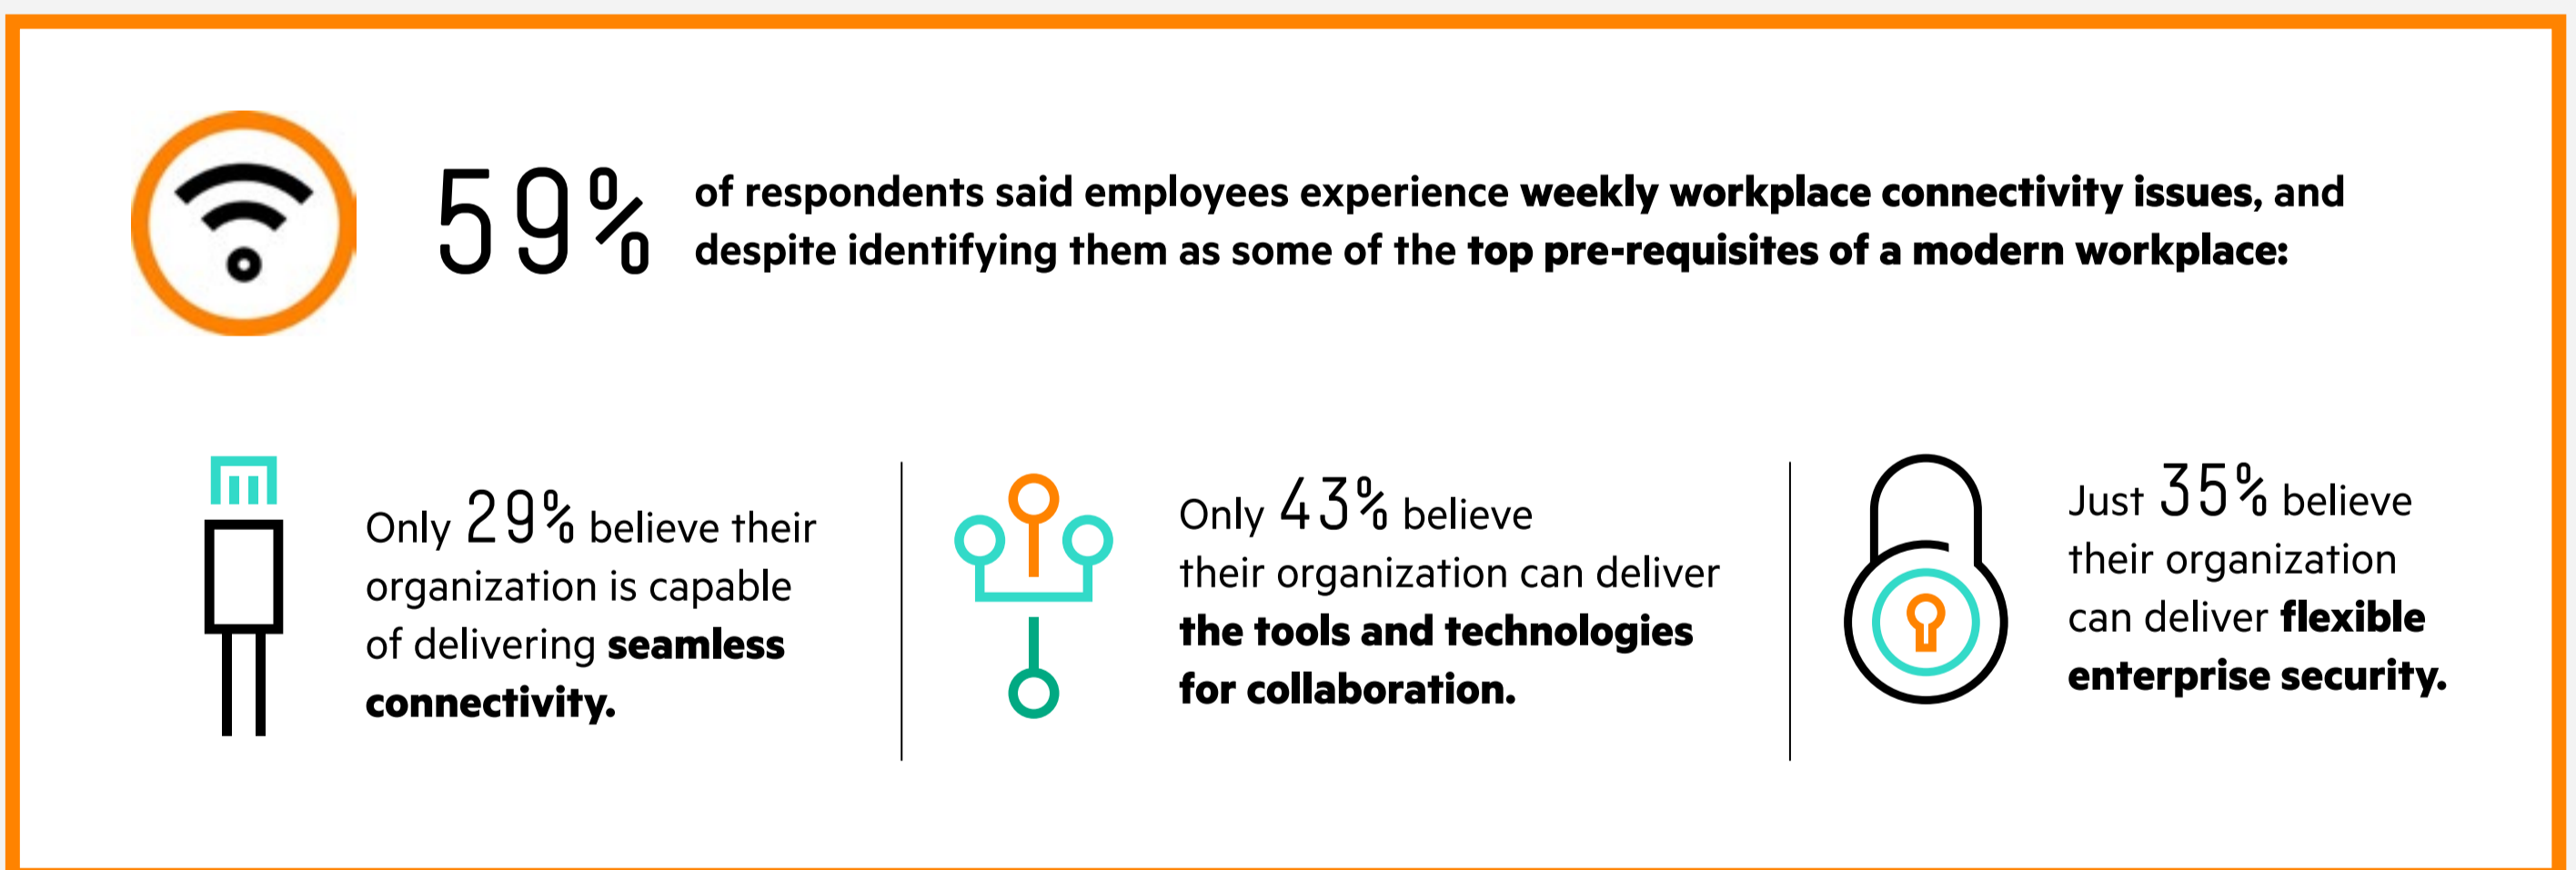 59% of respondents said employees experience weekly workplace connectivity issues, and
despite identifying them as some of the top pre-requisites of a modern workplace:
Only 29% believe their
organization is capable
of delivering seamless
connectivity.
Only 43% believe
their organization can deliver
the tools and technologies
for collaboration.
Just 35% believe
their organization
can deliver flexible
enterprise security.